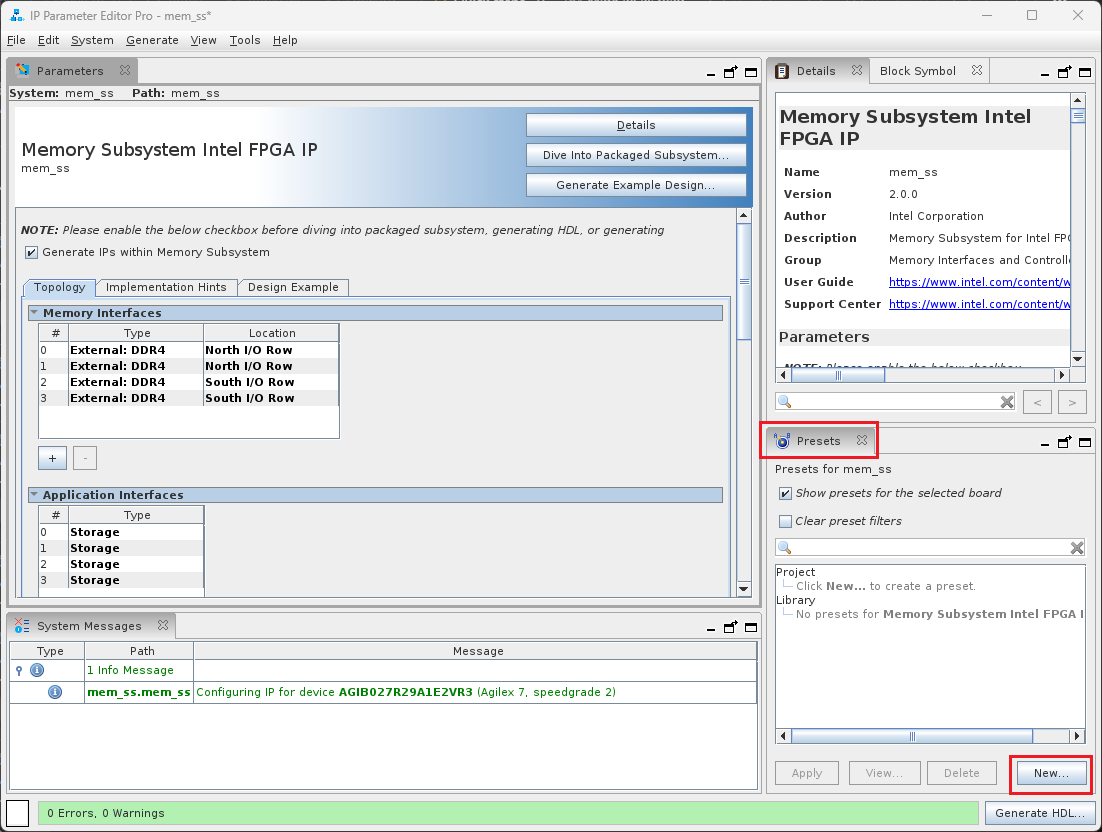 IP Parameter Editor Pro - mem_ss*
File Edit System Generate View Tools Help
Parameters
System: mem_ss Path: mem_ss
Memory Subsystem Intel FPGA IP
mem_ss
Details
Dive Into Packaged Subsystem...
Generate Example Design...
NOTE: Please enable the below checkbox before diving into packaged subsystem, generating HDL, or generating
Generate IPs within Memory Subsystem
Topology Implementation Hints Design Example
Memory Interfaces
# Type Location
0 External: DDR4 North I/O Row
1 External: DDR4 North I/O Row
2 External: DDR4 South I/O Row
3 External: DDR4 South I/O Row
+ -
Application Interfaces
# Type
0 Storage
1 Storage
2 Storage
3 Storage
System Messages
Type Path Message
1 Info Message
mem_ss.mem_ss Configuring IP for device AGIB027R29A1E2VR3 (Agilex 7, speedgrade 2)
0 Errors, 0 Warnings
Details Block Symbol
Memory Subsystem Intel
FPGA IP
Name mem_ss
Version 2.0.0
Author Intel Corporation
Description Memory Subsystem for Intel FPG
Group Memory Interfaces and Controlle
User Guide https://www.intel.com/content/w
Support Center https://www.intel.com/content/w
Parameters
NOTE: Please enable the below checkbox
< >
Presets
Presets for mem_ss
Show presets for the selected board
Clear preset filters
Project
Click New... to create a preset.
Library
No presets for Memory Subsystem Intel FPGA I
Apply View... Delete New...
Generate HDL...